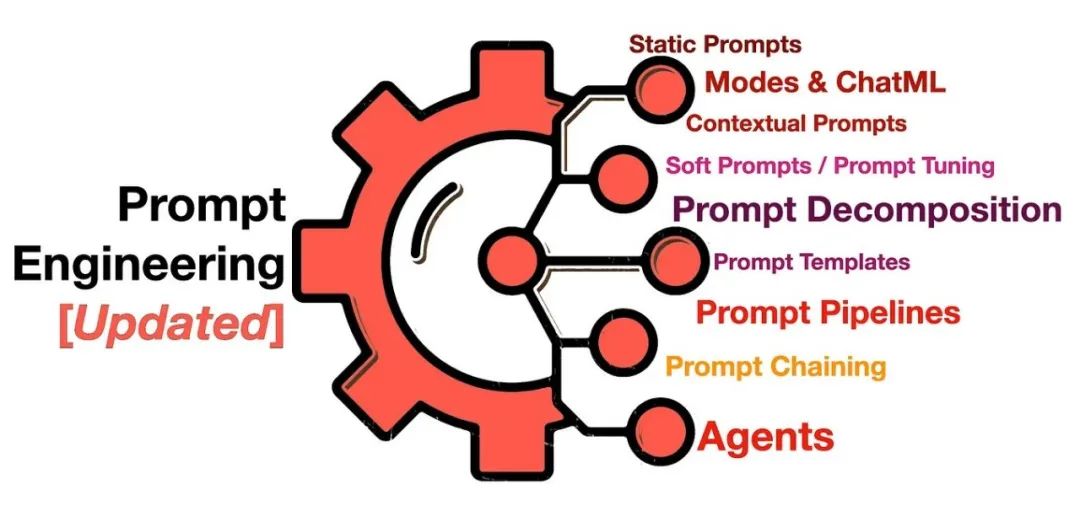 Prompt
Engineering
[Updated]
Static Prompts
Modes & ChatML
Contextual Prompts
Soft Prompts / Prompt Tuning
Prompt Decomposition
Prompt Templates
Prompt Pipelines
Prompt Chaining
Agents